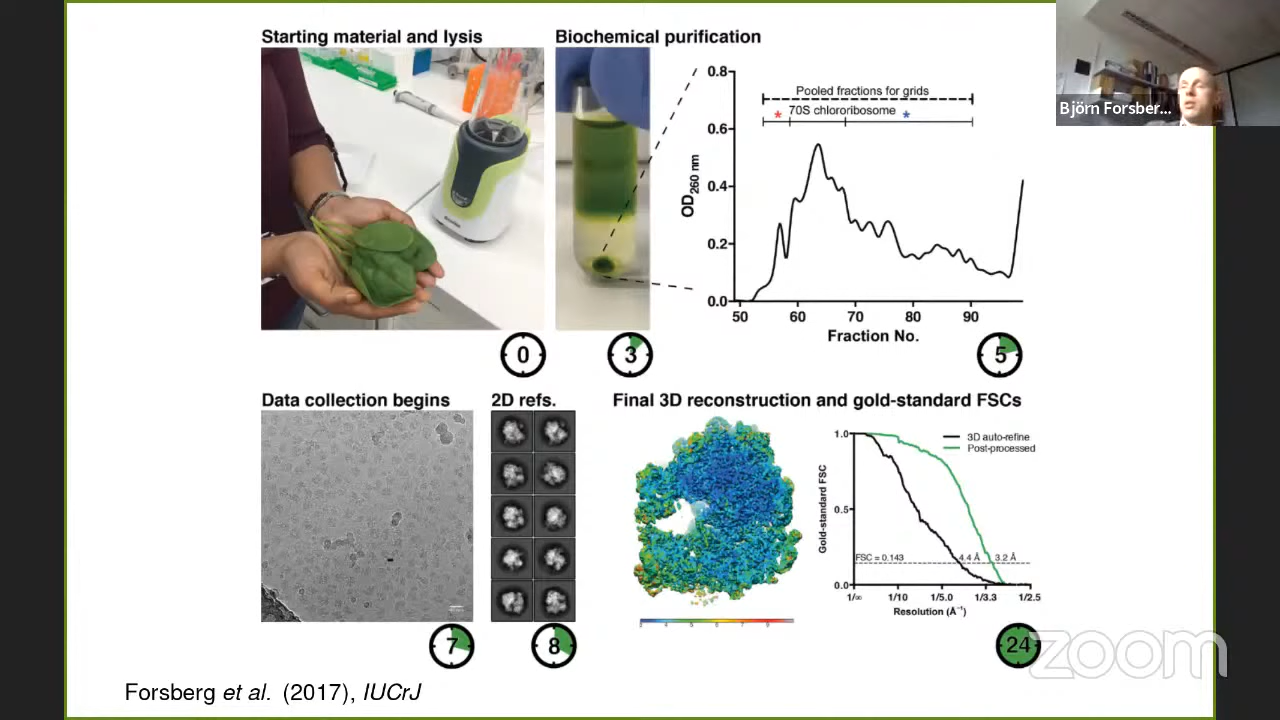 Starting material and lysis
Biochemical purification
Björn Forsber...
0.8
0.6
0.4
0.2
0.0
OD260 nm
Pooled fractions for grids
* 70S chlororibosome *
50 60 70 80 90
Fraction No.
0
3
5
Data collection begins
2D refs.
Final 3D reconstruction and gold-standard FSCs
1.0
0.5
0.0
Gold-standard FSC
3D auto-refine
Post-processed
FSC = 0.143
4.4 Å
3.2 Å
1/∞ 1/10 1/5.0 1/3.3 1/2.5
Resolution (Å⁻¹)
7
8
24
zoom
Forsberg et al. (2017), IUCrJ